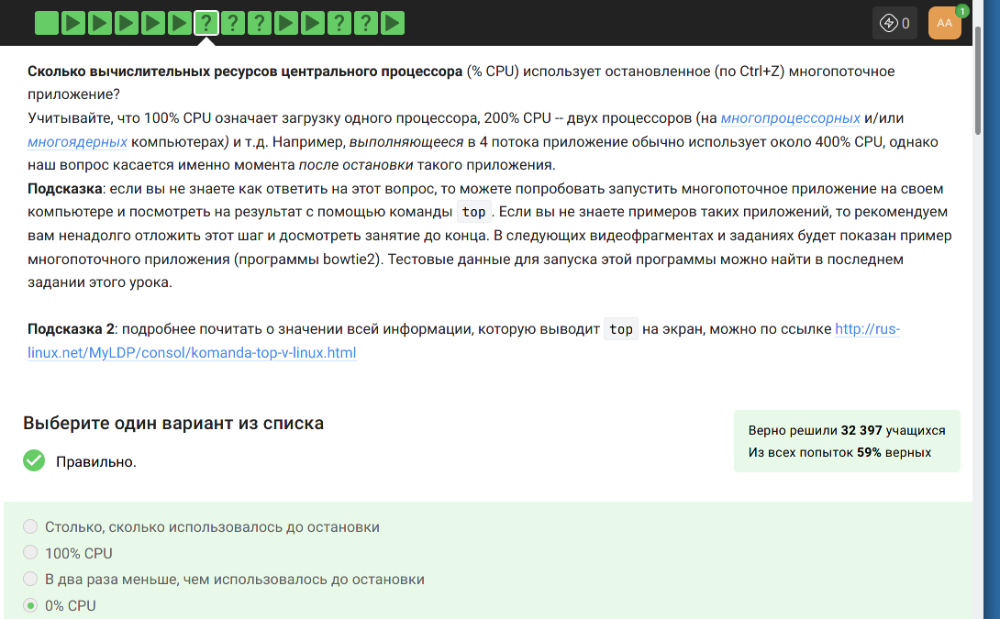 ? ? ? ? ?
0
AA
1
Сколько вычислительных ресурсов центрального процессора (% CPU) использует остановленное (по Ctrl+Z) многопоточное
приложение?
Учитывайте, что 100% CPU означает загрузку одного процессора, 200% CPU -- двух процессоров (на многопроцессорных и/или
многоядерных компьютерах) и т.д. Например, выполняющееся в 4 потока приложение обычно использует около 400% CPU, однако
наш вопрос касается именно момента после остановки такого приложения.
Подсказка: если вы не знаете как ответить на этот вопрос, то можете попробовать запустить многопоточное приложение на своем
компьютере и посмотреть на результат с помощью команды top. Если вы не знаете примеров таких приложений, то рекомендуем
вам ненадолго отложить этот шаг и досмотреть занятие до конца. В следующих видеофрагментах и заданиях будет показан пример
многопоточного приложения (программы bowtie2). Тестовые данные для запуска этой программы можно найти в последнем
задании этого урока.
Подсказка 2: подробнее почитать о значении всей информации, которую выводит top на экран, можно по ссылке http://rus-
linux.net/MyLDP/consol/komanda-top-v-linux.html
Выберите один вариант из списка
Верно решили 32 397 учащихся
Из всех попыток 59% верных
Правильно.
Столько, сколько использовалось до остановки
100% CPU
В два раза меньше, чем использовалось до остановки
0% CPU